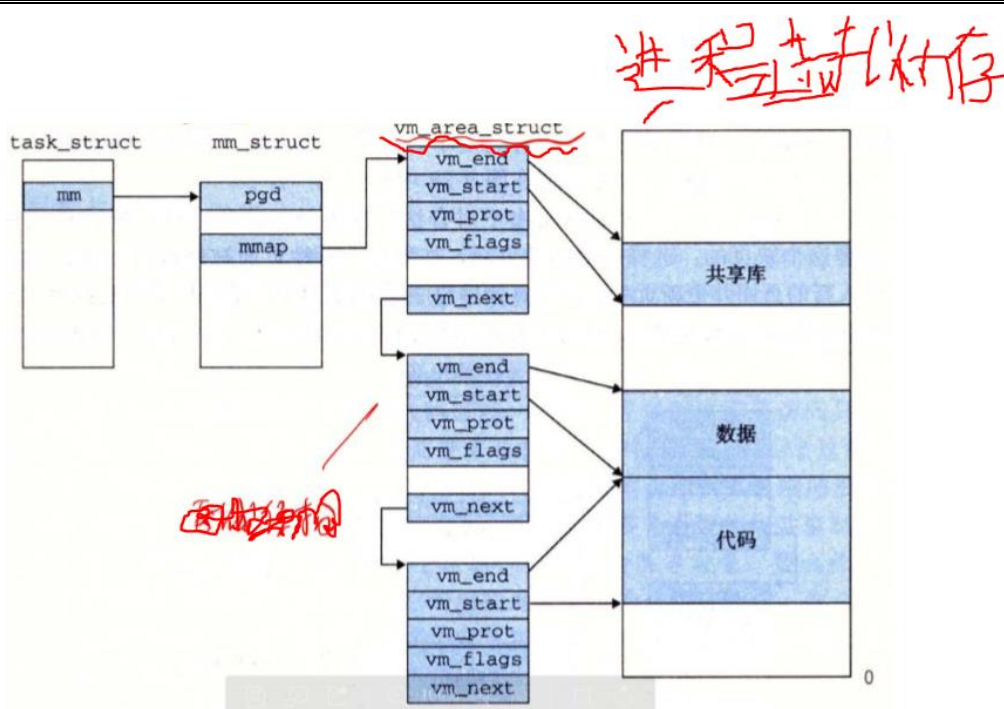 进程虚拟内存
task_struct
mm
mm_struct
pgd
mmap
vm_area_struct
vm_end
vm_start
vm_prot
vm_flags
vm_next
vm_end
vm_start
vm_prot
vm_flags
vm_next
vm_end
vm_start
vm_prot
vm_flags
vm_next
共享库
数据
代码
0